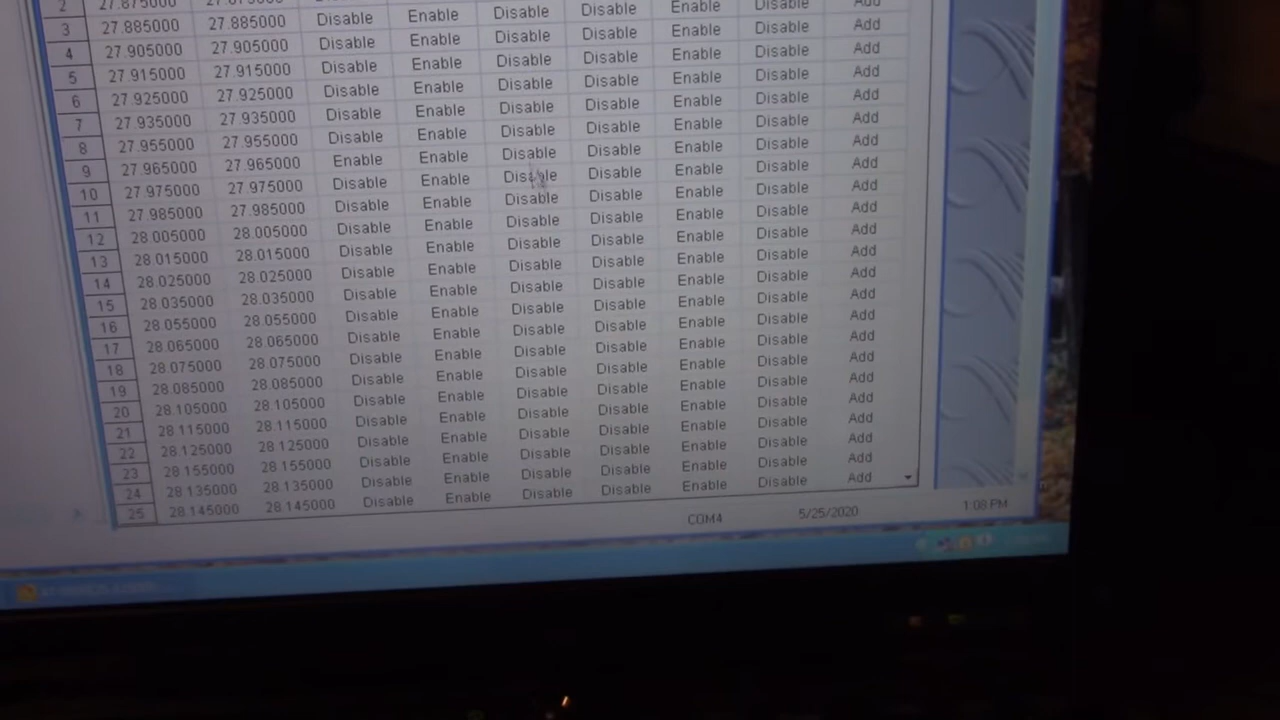 2 27.875000
3 27.885000 27.885000 Disable Enable Disable Disable Enable Disable Add
4 27.905000 27.905000 Disable Enable Disable Disable Enable Disable Add
5 27.915000 27.915000 Disable Enable Disable Disable Enable Disable Add
6 27.925000 27.925000 Disable Enable Disable Disable Enable Disable Add
7 27.935000 27.935000 Disable Enable Disable Disable Enable Disable Add
8 27.955000 27.955000 Disable Enable Disable Disable Enable Disable Add
9 27.965000 27.965000 Enable Enable Disable Disable Enable Disable Add
10 27.975000 27.975000 Disable Enable Disable Disable Enable Disable Add
11 27.985000 27.985000 Disable Enable Disable Disable Enable Disable Add
12 28.005000 28.005000 Disable Enable Disable Disable Enable Disable Add
13 28.015000 28.015000 Disable Enable Disable Disable Enable Disable Add
14 28.025000 28.025000 Disable Enable Disable Disable Enable Disable Add
15 28.035000 28.035000 Disable Enable Disable Disable Enable Disable Add
16 28.055000 28.055000 Disable Enable Disable Disable Enable Disable Add
17 28.065000 28.065000 Disable Enable Disable Disable Enable Disable Add
18 28.075000 28.075000 Disable Enable Disable Disable Enable Disable Add
19 28.085000 28.085000 Disable Enable Disable Disable Enable Disable Add
20 28.105000 28.105000 Disable Enable Disable Disable Enable Disable Add
21 28.115000 28.115000 Disable Enable Disable Disable Enable Disable Add
22 28.125000 28.125000 Disable Enable Disable Disable Enable Disable Add
23 28.155000 28.155000 Disable Enable Disable Disable Enable Disable Add
24 28.135000 28.135000 Disable Enable Disable Disable Enable Disable Add
25 28.145000 28.145000 Disable Enable Disable Disable Enable Disable Add
COM4 5/25/2020 1:08 PM